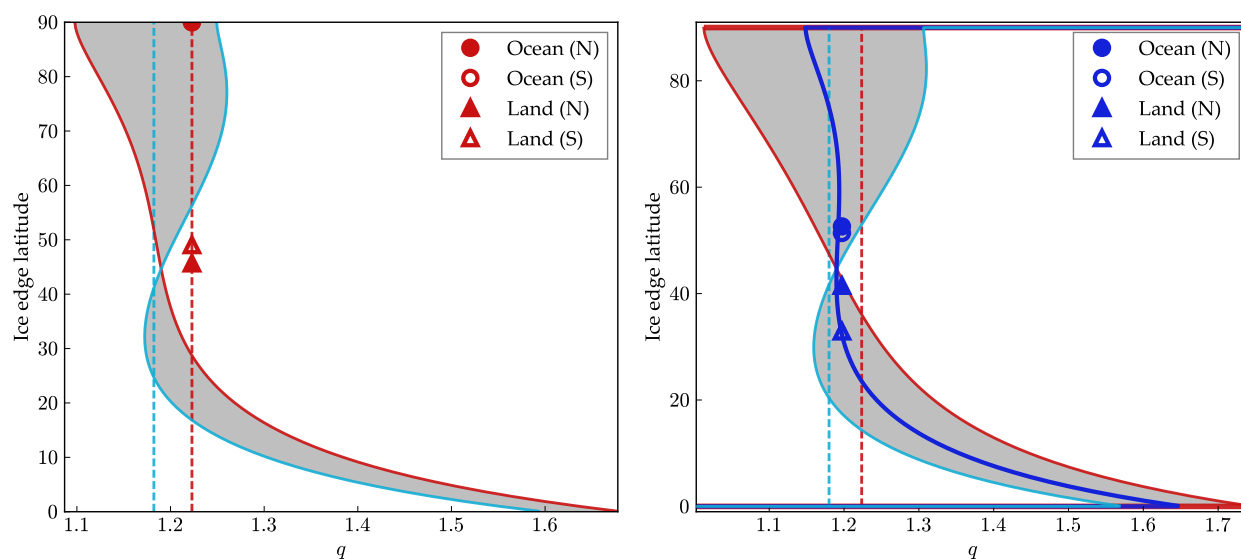 90
80
70
60
50
40
30
20
10
0
Ice edge latitude
1.1 1.2 1.3 1.4 1.5 1.6
q
Ocean (N)
Ocean (S)
Land (N)
Land (S)
80
60
40
20
0
Ice edge latitude
1.1 1.2 1.3 1.4 1.5 1.6 1.7
q
Ocean (N)
Ocean (S)
Land (N)
Land (S)